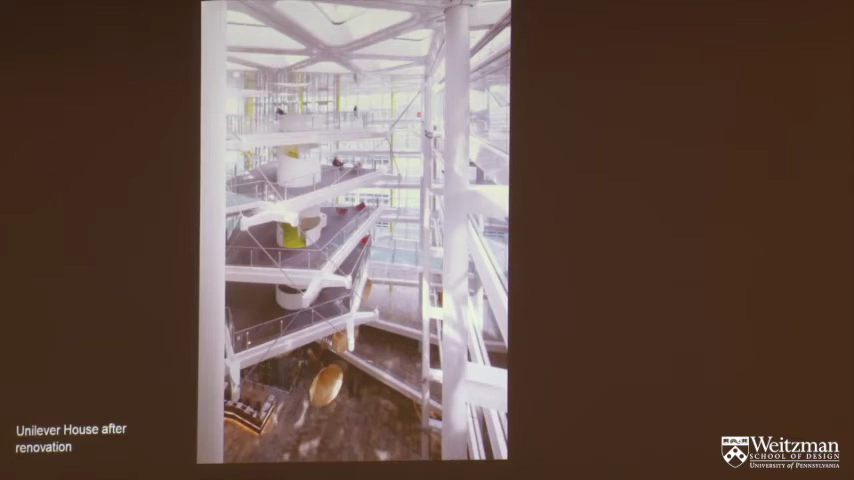 Unilever House after
renovation
Weitzman
SCHOOL OF DESIGN
UNIVERSITY OF PENNSYLVANIA